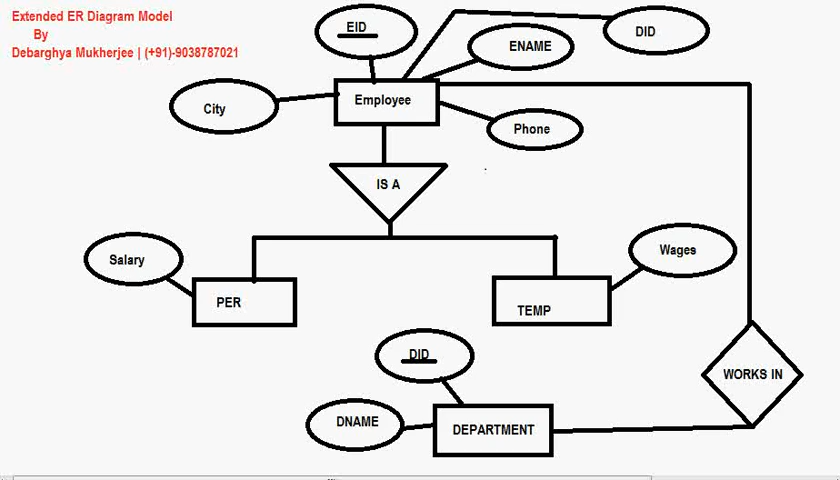 Extended ER Diagram Model
By
Debarghya Mukherjee | (+91)-9038787021
EID
DID
ENAME
City
Employee
Phone
IS A
Salary
Wages
PER
TEMP
DID
WORKS IN
DNAME
DEPARTMENT